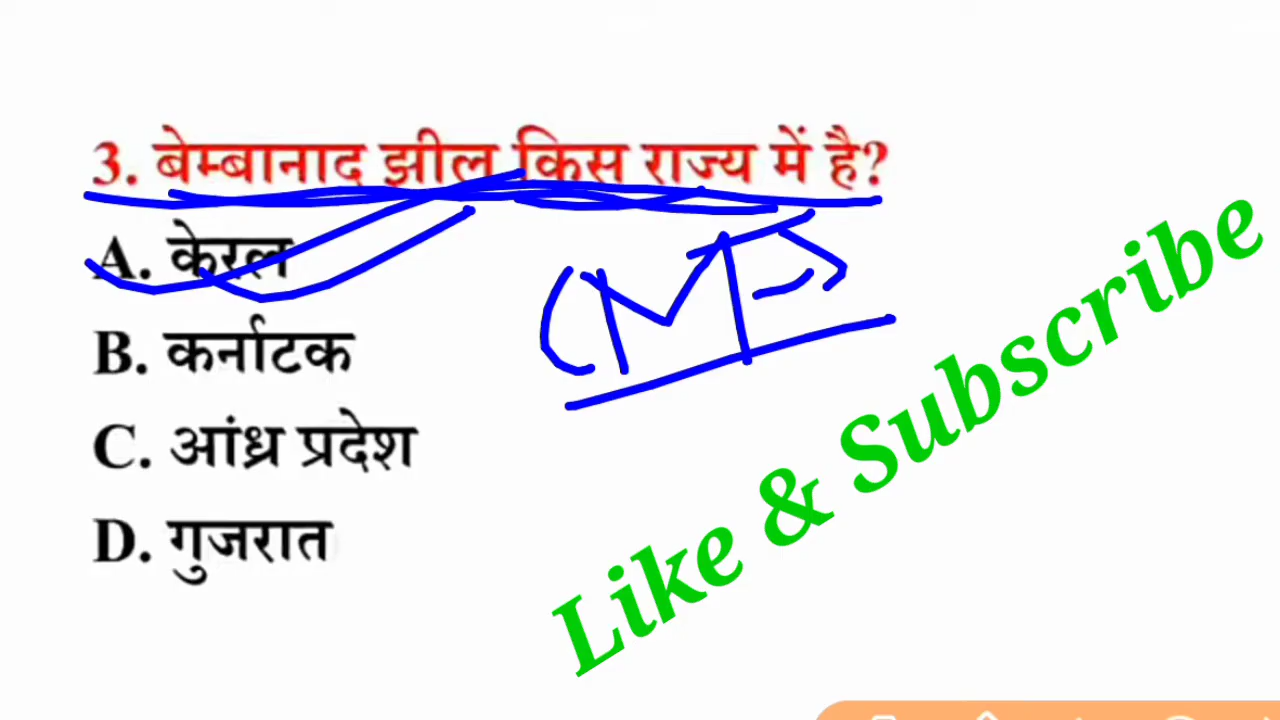 3. बेम्बानाद झील किस राज्य में है?
A. केरल
B. कर्नाटक
C. आंध्र प्रदेश
D. गुजरात
Like & Subscribe